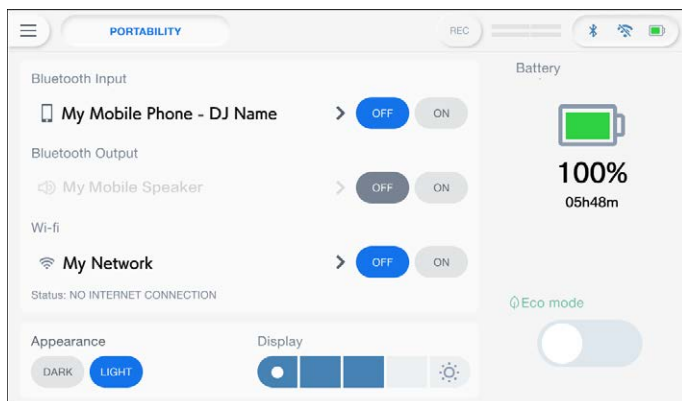 PORTABILITY
REC
Bluetooth Input
My Mobile Phone - DJ Name
OFF ON
Bluetooth Output
My Mobile Speaker
OFF ON
Wi-fi
My Network
OFF ON
Status: NO INTERNET CONNECTION
Appearance
DARK LIGHT
Display
Battery
100%
05h48m
Eco mode